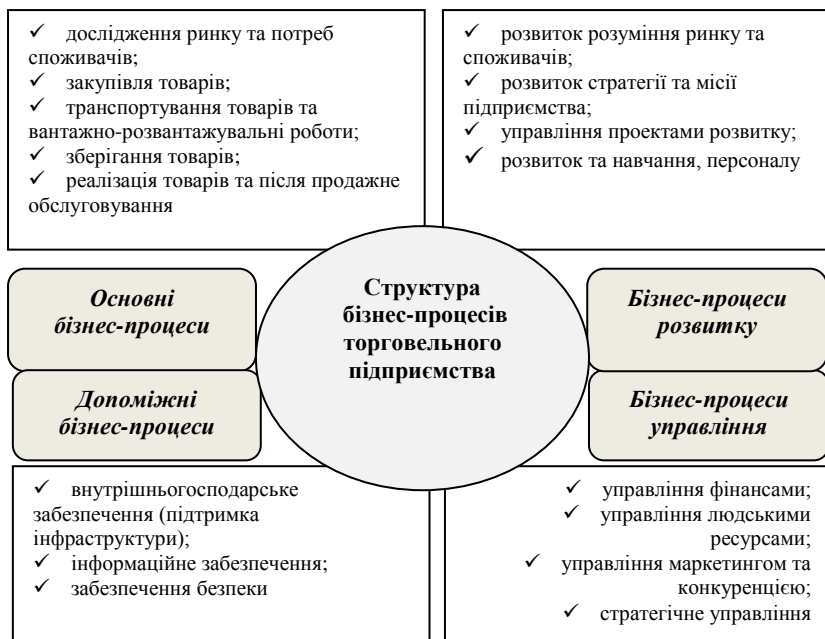 ✓ дослідження ринку та потреб
споживачів;
✓ закупівля товарів;
✓ транспортування товарів та
вантажно-розвантажувальні роботи;
✓ зберігання товарів;
✓ реалізація товарів та після продажне
обслуговування
✓ розвиток розуміння ринку та
споживачів;
✓ розвиток стратегії та місії
підприємства;
✓ управління проектами розвитку;
✓ розвиток та навчання, персоналу
Основні
бізнес-процеси
Структура
бізнес-процесів
торговельного
підприємства
Бізнес-процеси
розвитку
Допоміжні
бізнес-процеси
Бізнес-процеси
управління
✓ внутрішньогосподарське
забезпечення (підтримка
інфраструктури);
✓ інформаційне забезпечення;
✓ забезпечення безпеки
✓ управління фінансами;
✓ управління людськими
ресурсами;
✓ управління маркетингом та
конкуренцією;
✓ стратегічне управління